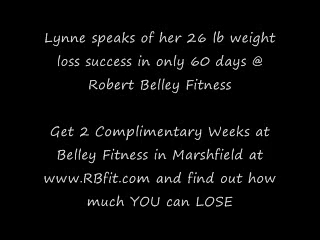 Lynne speaks of her 26 lb weight
loss success in only 60 days @
Robert Belley Fitness
Get 2 Complimentary Weeks at
Belley Fitness in Marshfield at
www.RBfit.com and find out how
much YOU can LOSE